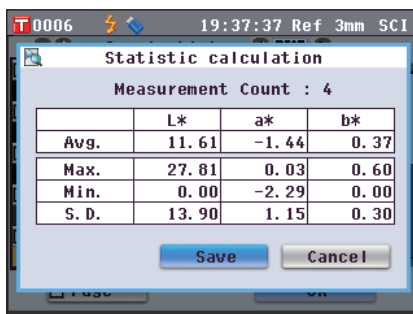 T 0006 19:37:37 Ref 3mm SCI
Statistic calculation
Measurement Count : 4
L* a* b*
Avg. 11.61 -1.44 0.37
Max. 27.81 0.03 0.60
Min. 0.00 -2.29 0.00
S.D. 13.90 1.15 0.30
Save Cancel